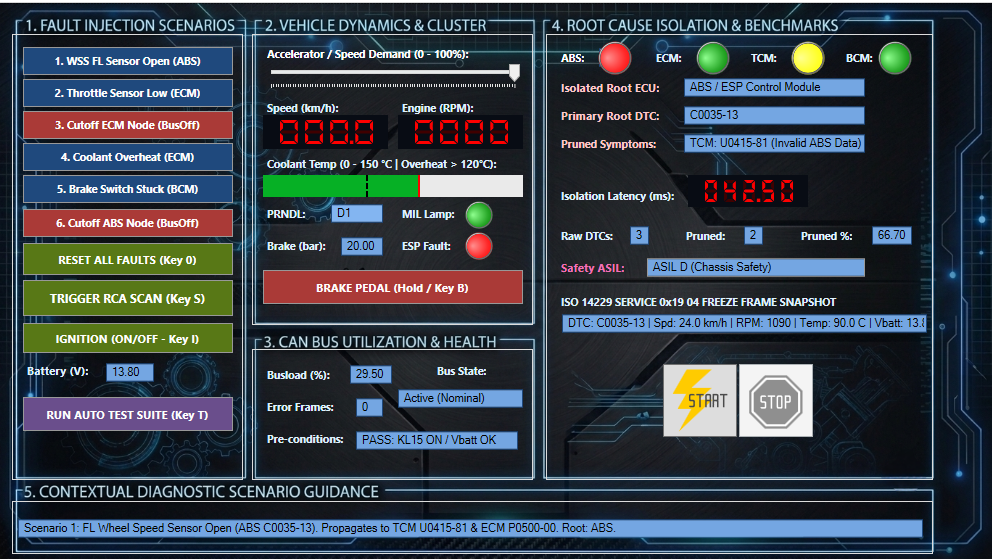 1. FAULT INJECTION SCENARIOS
1. WSS FL Sensor Open (ABS)
2. Throttle Sensor Low (ECM)
3. Cutoff ECM Node (BusOff)
4. Coolant Overheat (ECM)
5. Brake Switch Stuck (BCM)
6. Cutoff ABS Node (BusOff)
RESET ALL FAULTS (Key 0)
TRIGGER RCA SCAN (Key S)
IGNITION (ON/OFF - Key I)
Battery (V): 13.80
RUN AUTO TEST SUITE (Key T)
2. VEHICLE DYNAMICS & CLUSTER
Accelerator / Speed Demand (0 - 100%):
Speed (km/h): Engine (RPM):
000.0 0000
Coolant Temp (0 - 150 °C | Overheat > 120°C):
PRNDL: D1 MIL Lamp:
Brake (bar): 20.00 ESP Fault:
BRAKE PEDAL (Hold / Key B)
3. CAN BUS UTILIZATION & HEALTH
Busload (%): 29.50 Bus State:
Active (Nominal)
Error Frames: 0
Pre-conditions: PASS: KL15 ON / Vbatt OK
4. ROOT CAUSE ISOLATION & BENCHMARKS
ABS: ECM: TCM: BCM:
Isolated Root ECU: ABS / ESP Control Module
Primary Root DTC: C0035-13
Pruned Symptoms: TCM: U0415-81 (Invalid ABS Data)
Isolation Latency (ms): 042.50
Raw DTCs: 3 Pruned: 2 Pruned %: 66.70
Safety ASIL: ASIL D (Chassis Safety)
ISO 14229 SERVICE 0x19 04 FREEZE FRAME SNAPSHOT
DTC: C0035-13 | Spd: 24.0 km/h | RPM: 1090 | Temp: 90.0 C | Vbatt: 13.8
START STOP
5. CONTEXTUAL DIAGNOSTIC SCENARIO GUIDANCE
Scenario 1: FL Wheel Speed Sensor Open (ABS C0035-13). Propagates to TCM U0415-81 & ECM P0500-00. Root: ABS.